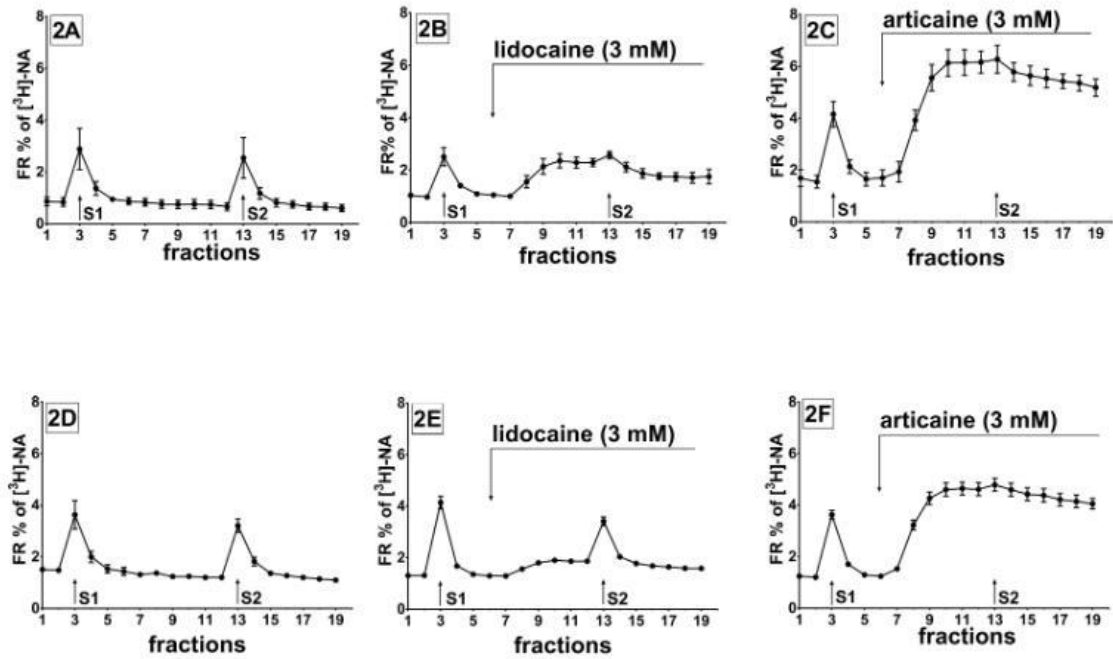 2A
FR % of [³H]-NA
8
6
4
2
0
S1
S2
1 3 5 7 9 11 13 15 17 19
fractions
2B
lidocaine (3 mM)
FR% of [³H]-NA
8
6
4
2
0
S1
S2
1 3 5 7 9 11 13 15 17 19
fractions
2C
articaine (3 mM)
FR % of [³H]-NA
8
6
4
2
0
S1
S2
1 3 5 7 9 11 13 15 17 19
fractions
2D
FR % of [³H]-NA
8
6
4
2
0
S1
S2
1 3 5 7 9 11 13 15 17 19
fractions
2E
lidocaine (3 mM)
FR % of [³H]-NA
8
6
4
2
0
S1
S2
1 3 5 7 9 11 13 15 17 19
fractions
2F
articaine (3 mM)
FR % of [³H]-NA
8
6
4
2
0
S1
S2
1 3 5 7 9 11 13 15 17 19
fractions